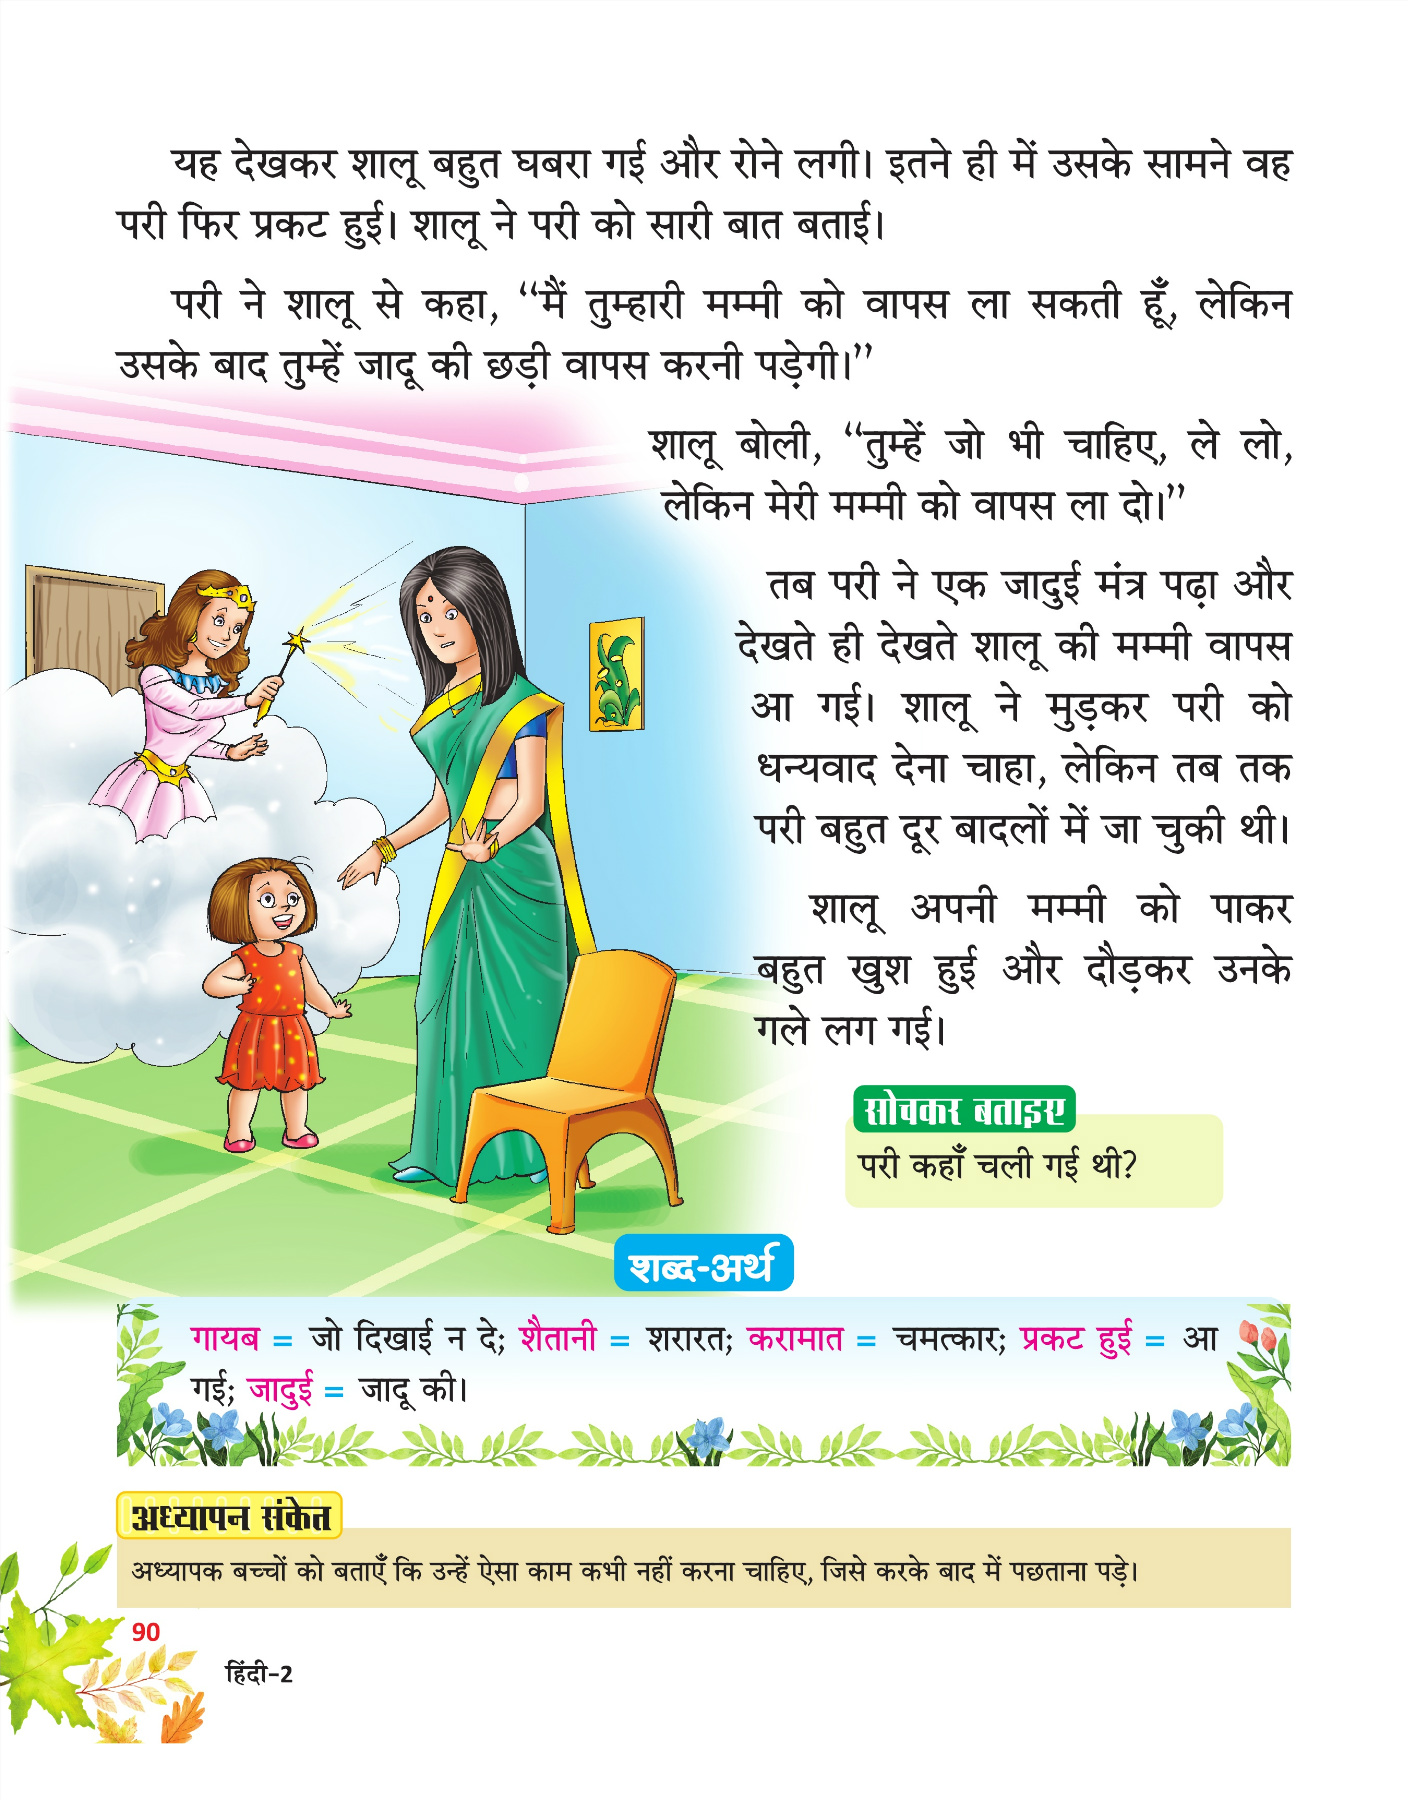 यह देखकर शालू बहुत घबरा गई और रोने लगी। इतने ही में उसके सामने वह
परी फिर प्रकट हुई। शालू ने परी को सारी बात बताई।
परी ने शालू से कहा, “मैं तुम्हारी मम्मी को वापस ला सकती हूँ, लेकिन
उसके बाद तुम्हें जादू की छड़ी वापस करनी पड़ेगी।”
शालू बोली, “तुम्हें जो भी चाहिए, ले लो,
लेकिन मेरी मम्मी को वापस ला दो।”
तब परी ने एक जादुई मंत्र पढ़ा और
देखते ही देखते शालू की मम्मी वापस
आ गई। शालू ने मुड़कर परी को
धन्यवाद देना चाहा, लेकिन तब तक
परी बहुत दूर बादलों में जा चुकी थी।
शालू अपनी मम्मी को पाकर
बहुत खुश हुई और दौड़कर उनके
गले लग गई।
सोचकर बताइए
परी कहाँ चली गई थी?
शब्द-अर्थ
गायब = जो दिखाई न दे; शैतानी = शरारत; करामात = चमत्कार; प्रकट हुई = आ
गई; जादुई = जादू की।
अध्यापन संकेत
अध्यापक बच्चों को बताएँ कि उन्हें ऐसा काम कभी नहीं करना चाहिए, जिसे करके बाद में पछताना पड़े।
90
हिंदी-2